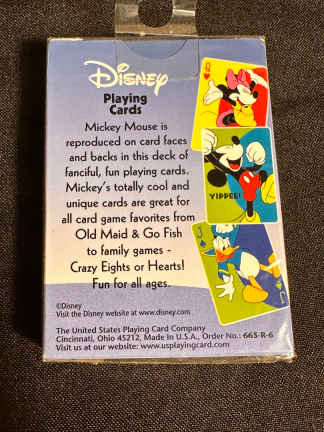 Disney
Playing
Cards
Mickey Mouse is
reproduced on card faces
and backs in this deck of
fanciful, fun playing cards.
Mickey's totally cool and
unique cards are great for
all card game favorites from
Old Maid & Go Fish
to family games -
Crazy Eights or Hearts!
Fun for all ages.
Q
YIPPEE!
J
J
©Disney
Visit the Disney website at www.disney.com
The United States Playing Card Company
Cincinnati, Ohio 45212, Made in U.S.A., Order No.: 665-R-6
Visit us at our website: www.usplayingcard.com